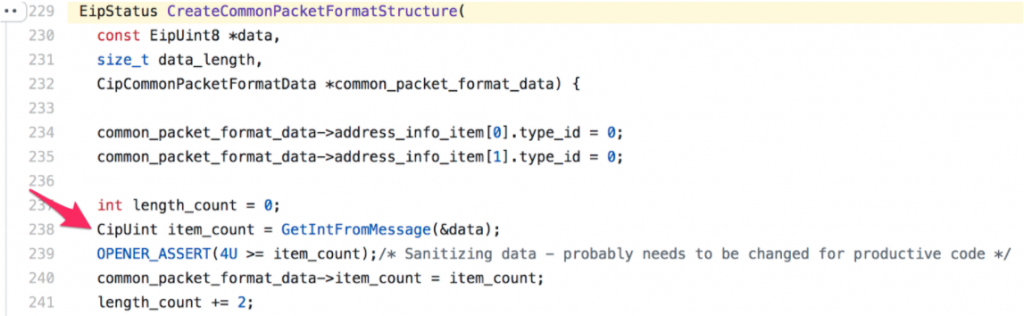 229 EipStatus CreateCommonPacketFormatStructure(
230 const EipUint8 *data,
231 size_t data_length,
232 CipCommonPacketFormatData *common_packet_format_data) {
233
234 common_packet_format_data->address_info_item[0].type_id = 0;
235 common_packet_format_data->address_info_item[1].type_id = 0;
236
237 int length_count = 0;
238 CipUint item_count = GetIntFromMessage(&data);
239 OPENER_ASSERT(4U >= item_count);/* Sanitizing data – probably needs to be changed for productive code */
240 common_packet_format_data->item_count = item_count;
241 length_count += 2;